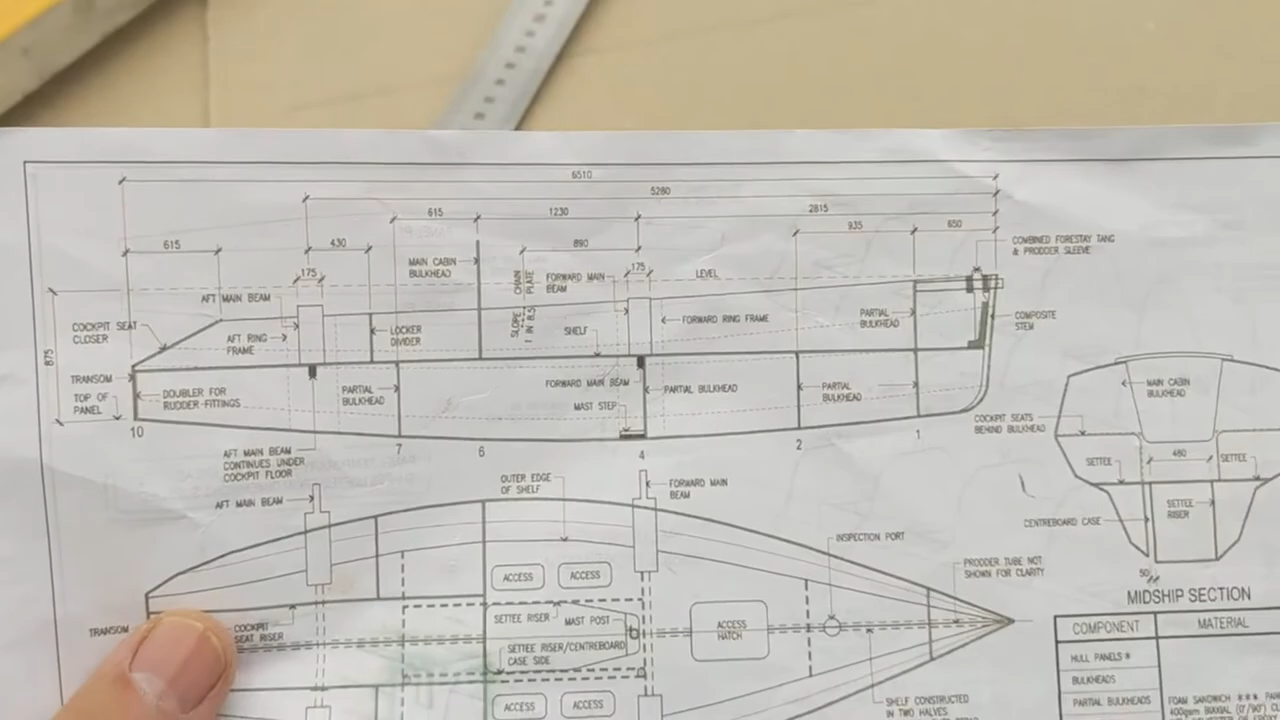 6510
5280
615
1230
2815
935
650
615
430
890
COMBINED FORESTAY TANG
& PRODDER SLEEVE
MAIN CABIN
BULKHEAD
CHAIN
PLATE
175
FORWARD MAIN
BEAM
175
LEVEL
AFT MAIN BEAM
SLOPE
1 IN 8.5
COCKPIT SEAT
CLOSER
AFT RING
FRAME
LOCKER
DIVIDER
SHELF
FORWARD RING FRAME
PARTIAL
BULKHEAD
COMPOSITE
STEM
875
TRANSOM
DOUBLER FOR
RUDDER FITTINGS
PARTIAL
BULKHEAD
FORWARD MAIN BEAM
PARTIAL BULKHEAD
PARTIAL
BULKHEAD
MAIN CABIN
BULKHEAD
TOP OF
PANEL
MAST STEP
COCKPIT SEATS
BEHIND BULKHEAD
10
7
6
4
2
1
AFT MAIN BEAM
CONTINUES UNDER
COCKPIT FLOOR
SETTEE
480
SETTEE
AFT MAIN BEAM
OUTER EDGE
OF SHELF
FORWARD MAIN
BEAM
SETTEE
RISER
CENTREBOARD CASE
INSPECTION PORT
PRODDER TUBE NOT
SHOWN FOR CLARITY
50
ACCESS
ACCESS
MIDSHIP SECTION
TRANSOM
COCKPIT
SEAT RISER
SETTEE RISER
MAST POST
ACCESS
HATCH
SETTEE RISER/CENTREBOARD
CASE SIDE
COMPONENT
MATERIAL
HULL PANELS *
BULKHEADS
PARTIAL BULKHEADS
FOAM SANDWICH ***
400gsm BIAXIAL (0°/90°)
ACCESS
ACCESS
SHELF CONSTRUCTED
IN TWO HALVES